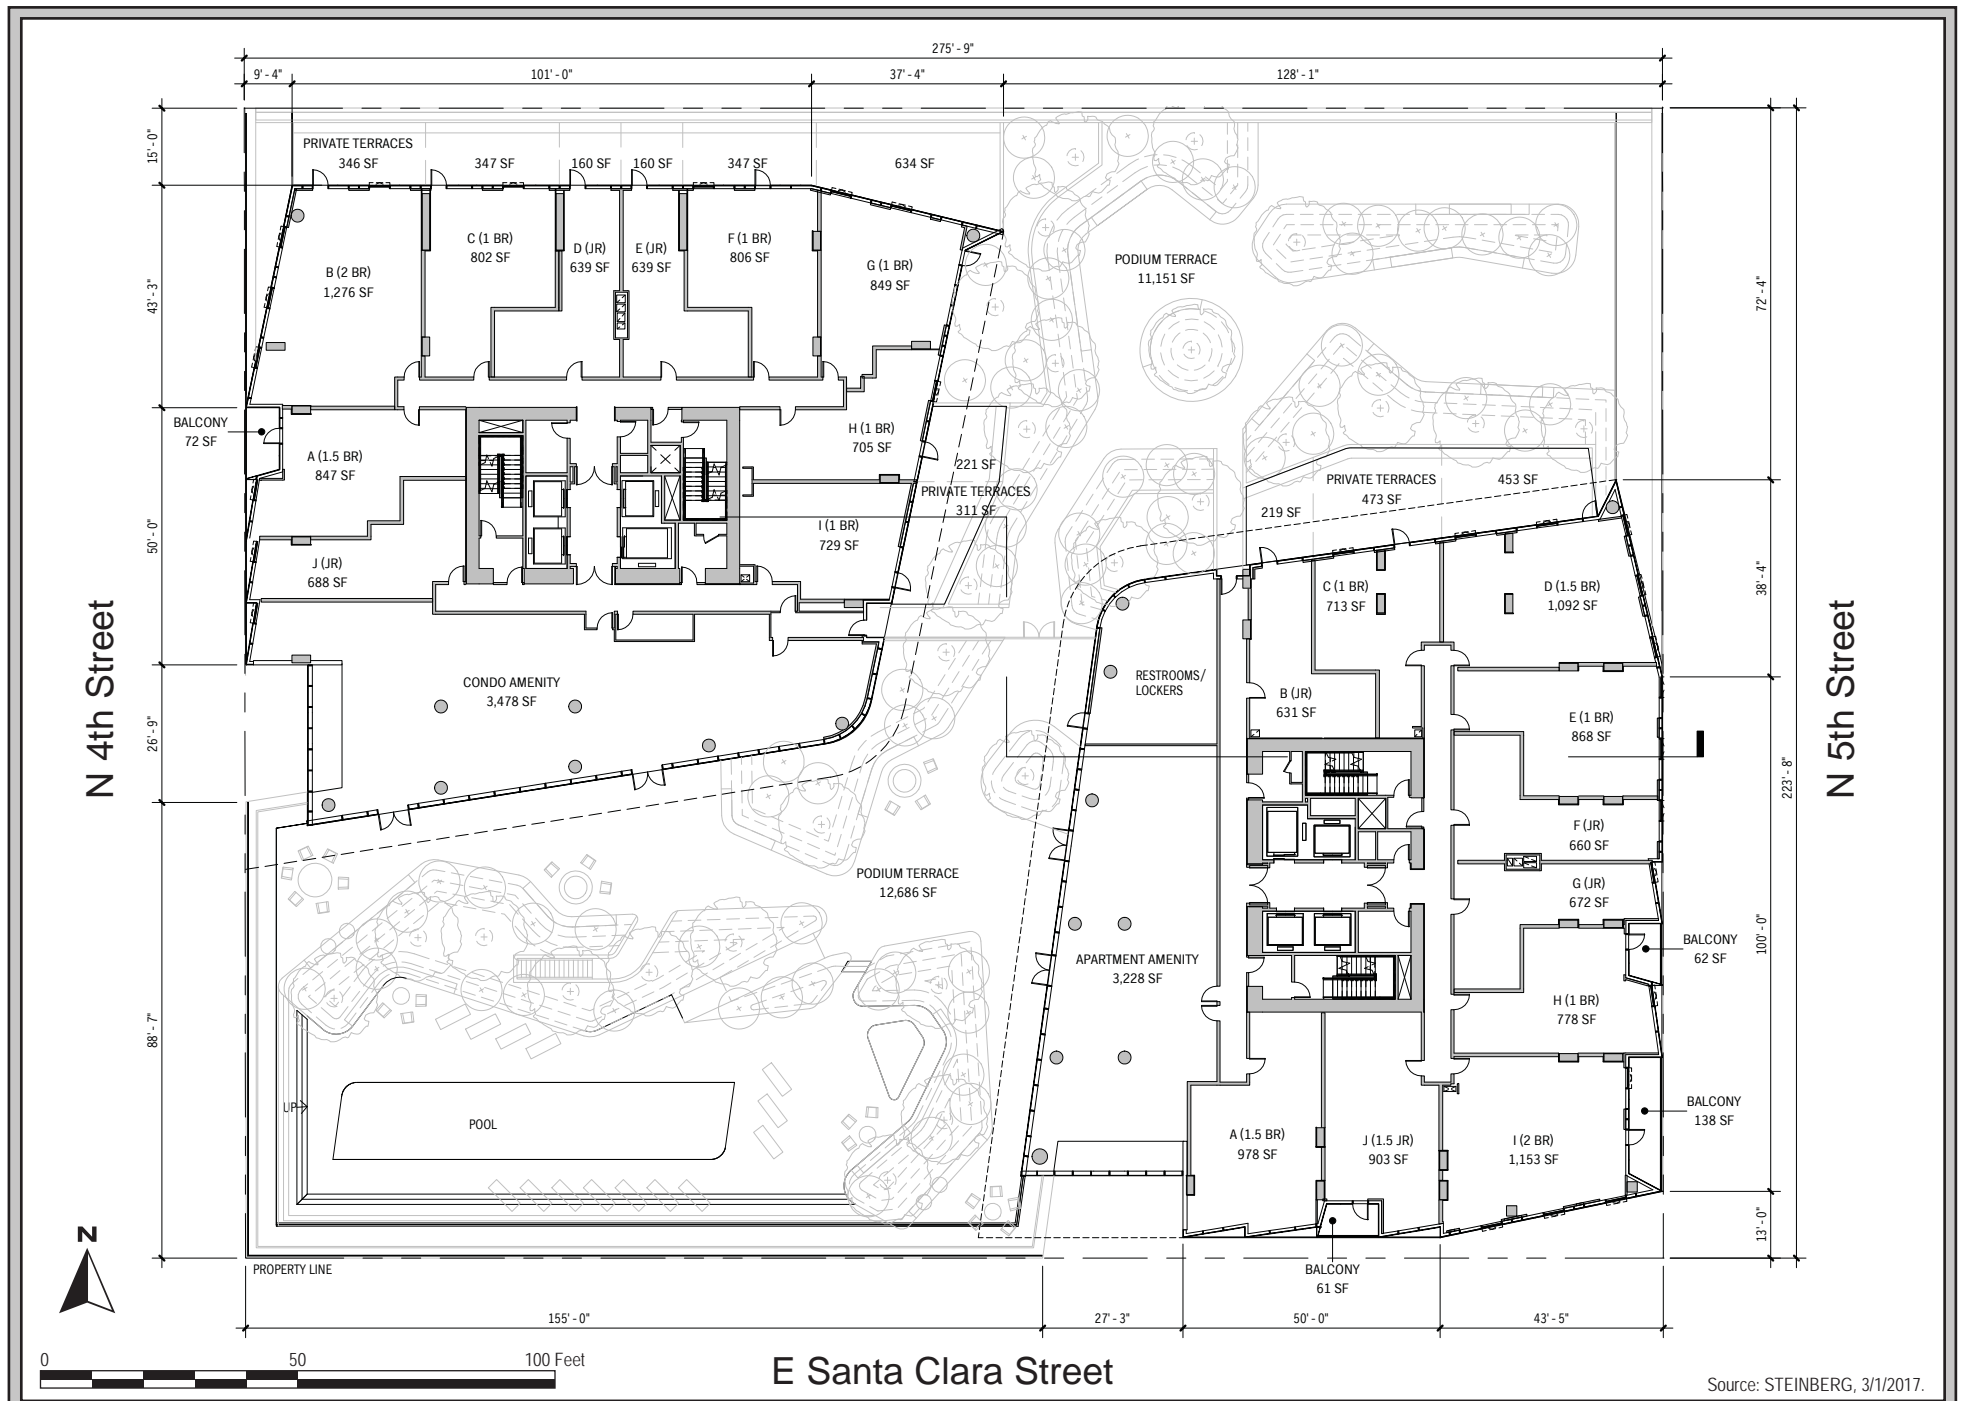 275' - 9"
9' - 4"
101' - 0"
37' - 4"
128' - 1"
15' - 0"
43' - 3"
50' - 0"
26' - 9"
88' - 7"
PRIVATE TERRACES
346 SF
347 SF
160 SF
160 SF
347 SF
634 SF
B (2 BR)
1,276 SF
C (1 BR)
802 SF
D (JR)
639 SF
E (JR)
639 SF
F (1 BR)
806 SF
G (1 BR)
849 SF
PODIUM TERRACE
11,151 SF
BALCONY
72 SF
A (1.5 BR)
847 SF
H (1 BR)
705 SF
221 SF
PRIVATE TERRACES
311 SF
I (1 BR)
729 SF
J (JR)
688 SF
CONDO AMENITY
3,478 SF
PRIVATE TERRACES
473 SF
453 SF
219 SF
C (1 BR)
713 SF
D (1.5 BR)
1,092 SF
RESTROOMS/
LOCKERS
B (JR)
631 SF
E (1 BR)
868 SF
F (JR)
660 SF
G (JR)
672 SF
BALCONY
62 SF
PODIUM TERRACE
12,686 SF
APARTMENT AMENITY
3,228 SF
H (1 BR)
778 SF
BALCONY
138 SF
UP
POOL
A (1.5 BR)
978 SF
J (1.5 JR)
903 SF
I (2 BR)
1,153 SF
BALCONY
61 SF
72' - 4"
38' - 4"
100' - 0"
13' - 0"
223' - 8"
N 4th Street
N 5th Street
PROPERTY LINE
155' - 0"
27' - 3"
50' - 0"
43' - 5"
N
0
50
100 Feet
E Santa Clara Street
Source: STEINBERG, 3/1/2017.